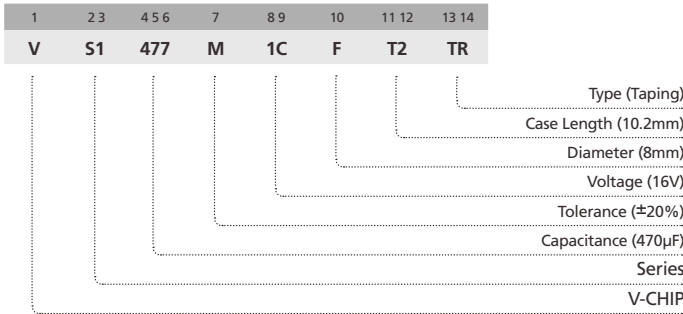 1 2 3 4 5 6 7 8 9 10 11 12 13 14
V S1 477 M 1C F T2 TR
Type (Taping)
Case Length (10.2mm)
Diameter (8mm)
Voltage (16V)
Tolerance (±20%)
Capacitance (470µF)
Series
V-CHIP